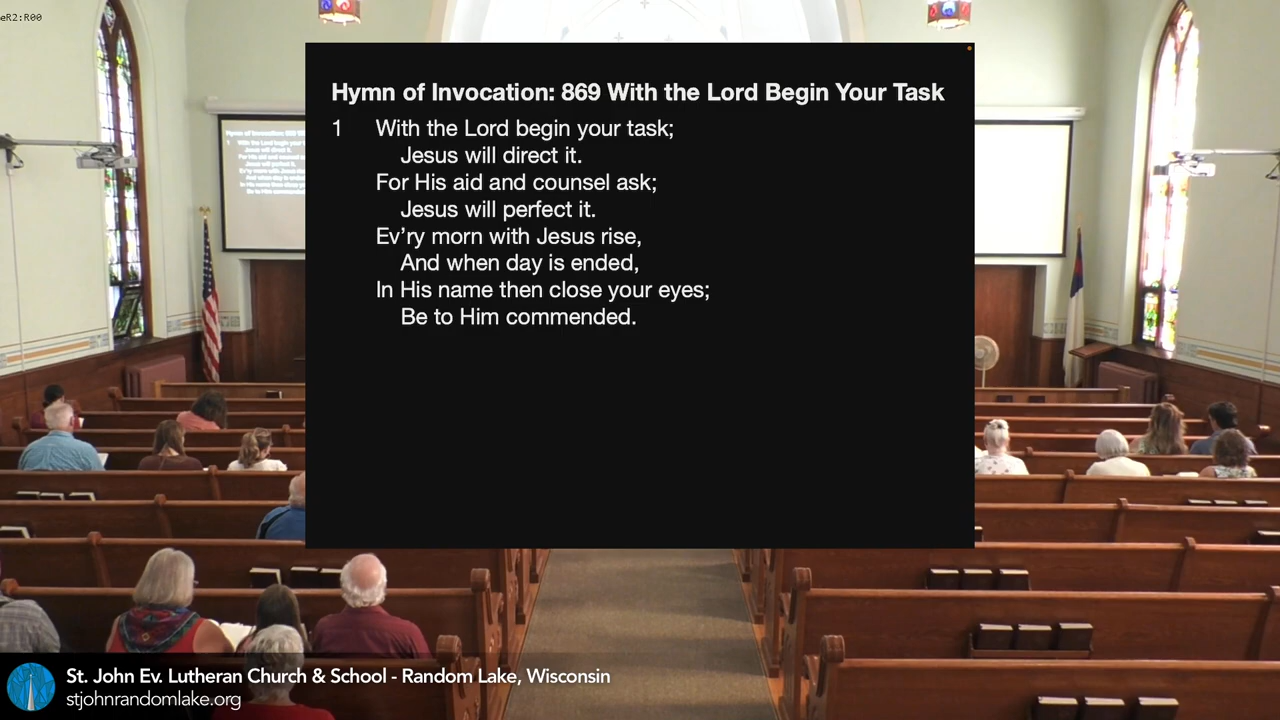 eR2:R00
Hymn of Invocation: 869 With the Lord Begin Your Task
1 With the Lord begin your task;
Jesus will direct it.
For His aid and counsel ask;
Jesus will perfect it.
Ev’ry morn with Jesus rise,
And when day is ended,
In His name then close your eyes;
Be to Him commended.
St. John Ev. Lutheran Church & School - Random Lake, Wisconsin
stjohnrandomlake.org